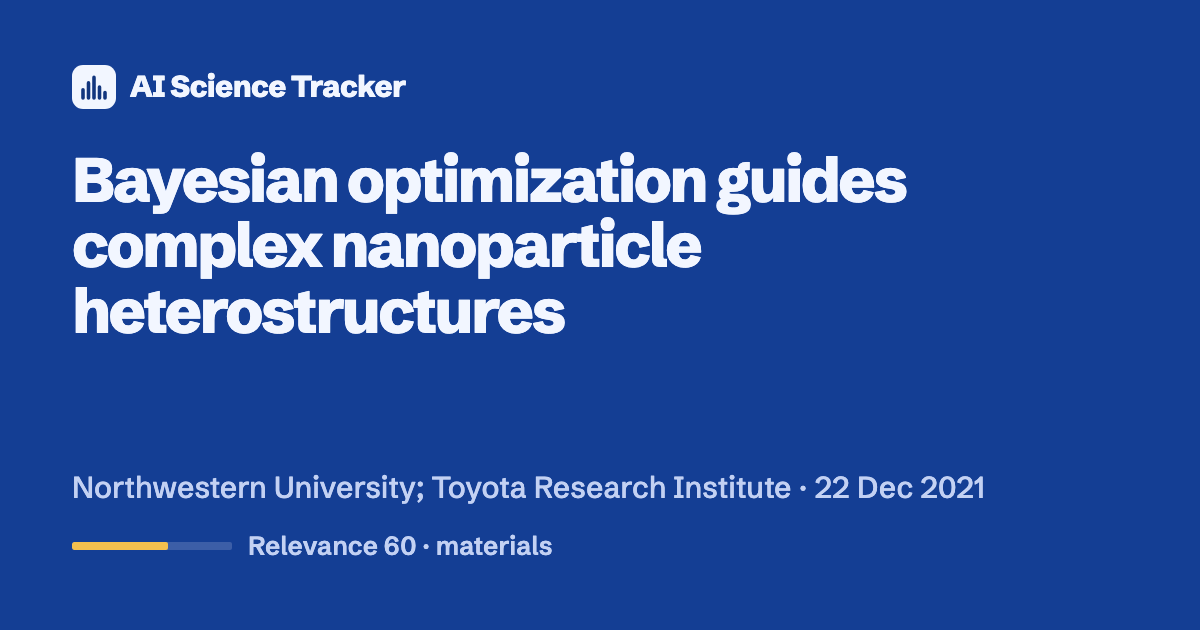 AI Science Tracker
Bayesian optimization guides
complex nanoparticle
heterostructures
Northwestern University; Toyota Research Institute · 22 Dec 2021
Relevance 60 · materials